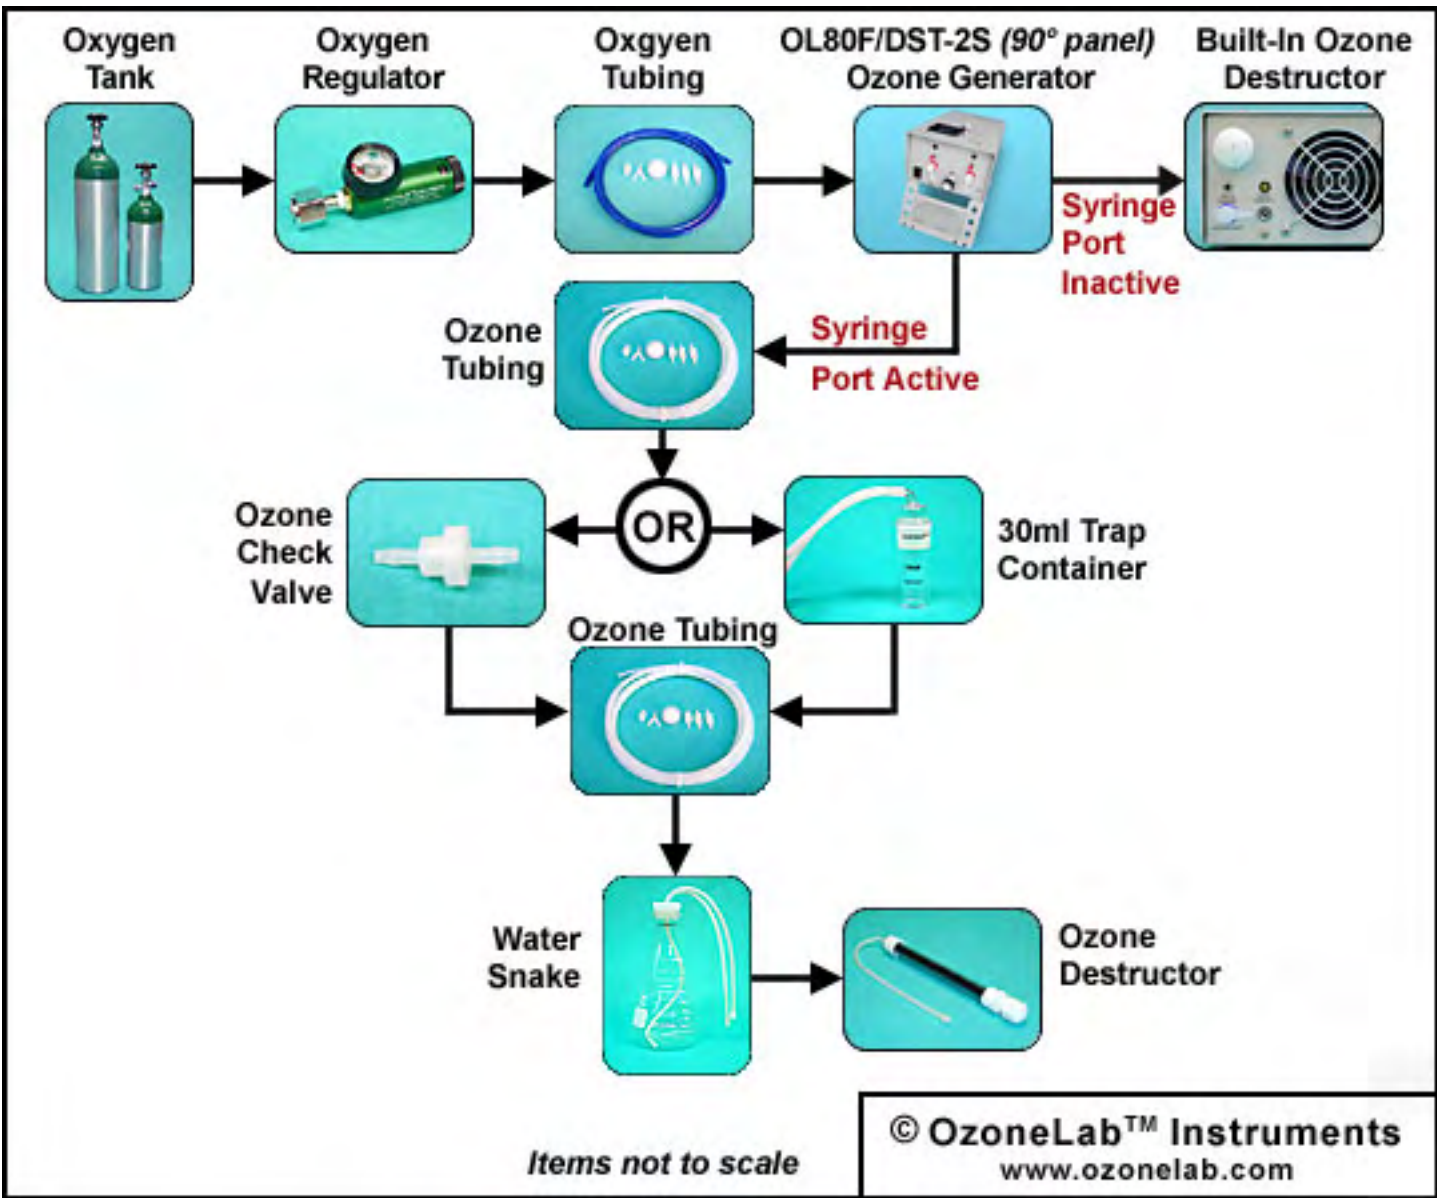 Oxygen
Tank
Oxygen
Regulator
Oxgyen
Tubing
OL80F/DST-2S (90° panel)
Ozone Generator
Built-In Ozone
Destructor
Syringe
Port
Inactive
Ozone
Tubing
Syringe
Port Active
Ozone
Check
Valve
OR
30ml Trap
Container
Ozone Tubing
Water
Snake
Ozone
Destructor
Items not to scale
© OzoneLab™ Instruments
www.ozonelab.com